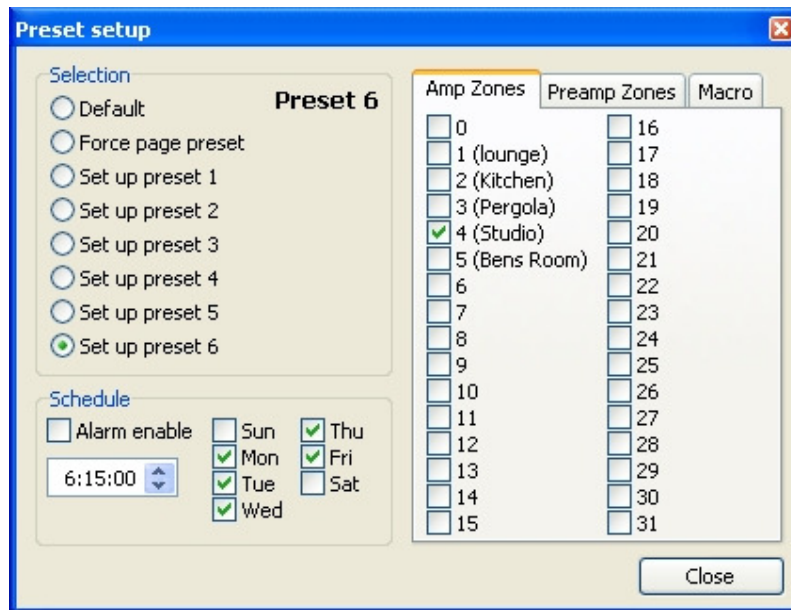 Preset setup
Selection
Preset 6
Default
Force page preset
Set up preset 1
Set up preset 2
Set up preset 3
Set up preset 4
Set up preset 5
Set up preset 6
Schedule
Alarm enable
6:15:00
Sun
Mon
Tue
Wed
Thu
Fri
Sat
Amp Zones
Preamp Zones
Macro
0
1 (lounge)
2 (Kitchen)
3 (Pergola)
4 (Studio)
5 (Bens Room)
6
7
8
9
10
11
12
13
14
15
16
17
18
19
20
21
22
23
24
25
26
27
28
29
30
31
Close